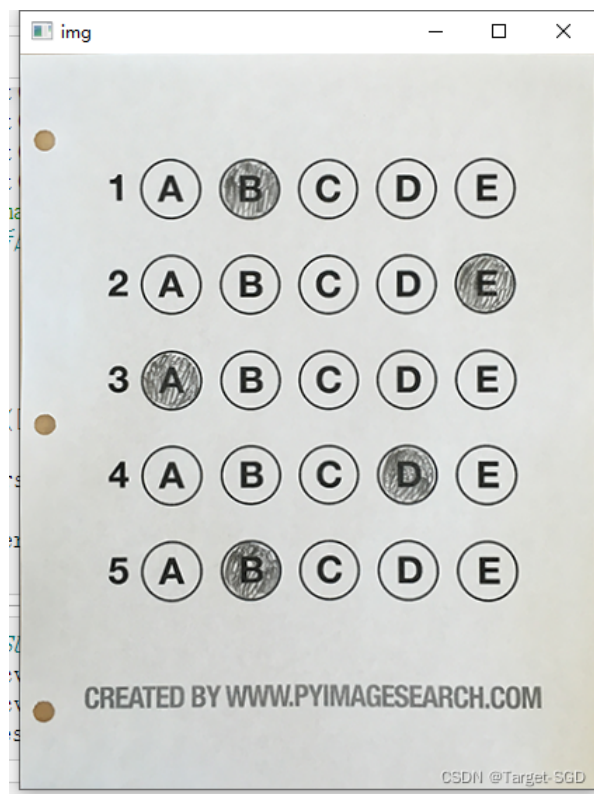 img
1 A B C D E
2 A B C D E
3 A B C D E
4 A B C D E
5 A B C D E
CREATED BY WWW.PYIMAGESEARCH.COM
CSDN @Target-SGD